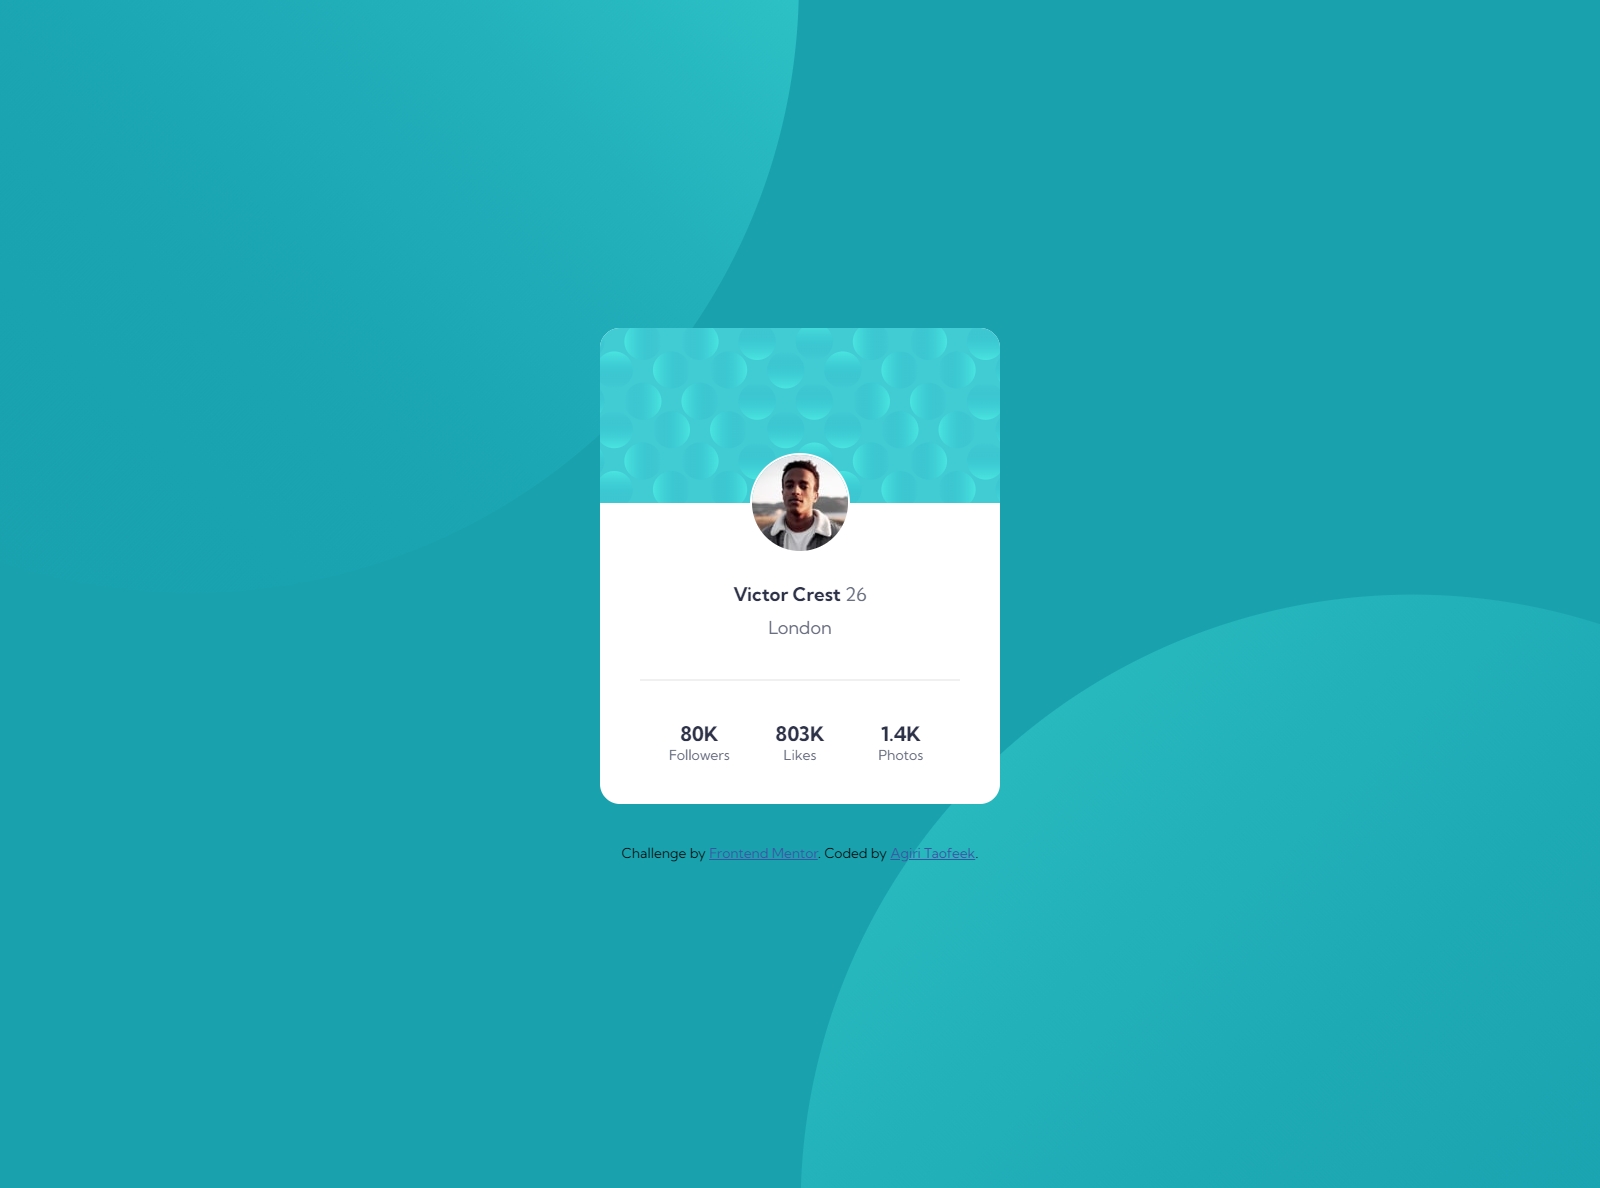 Victor Crest 26
London
80K 803K 1.4K
Followers Likes Photos
Challenge by Frontend Mentor. Coded by Agiri Taofeek.